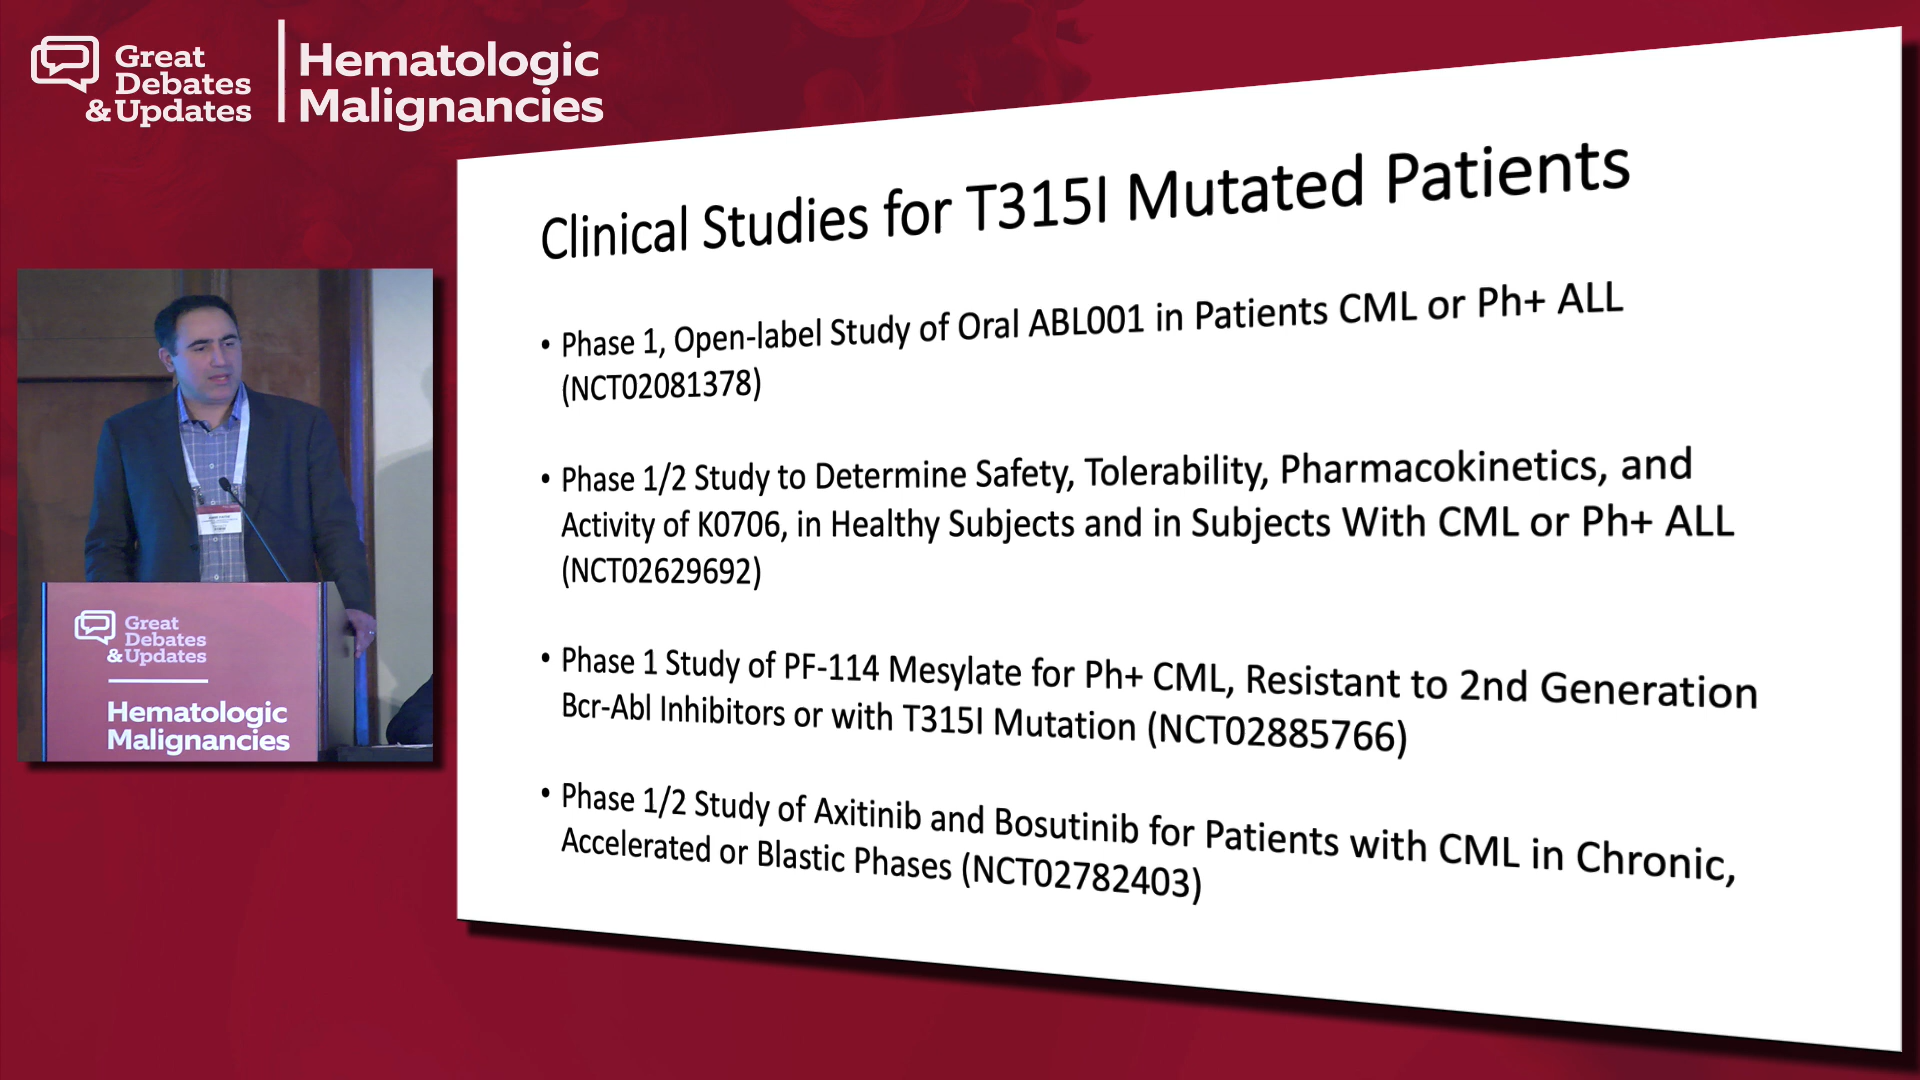 Great
Debates
& Updates
Hematologic
Malignancies
Clinical Studies for T315I Mutated Patients
• Phase 1, Open-label Study of Oral ABL001 in Patients CML or Ph+ ALL
(NCT02081378)
• Phase 1/2 Study to Determine Safety, Tolerability, Pharmacokinetics, and
Activity of K0706, in Healthy Subjects and in Subjects With CML or Ph+ ALL
(NCT02629692)
• Phase 1 Study of PF-114 Mesylate for Ph+ CML, Resistant to 2nd Generation
Bcr-Abl Inhibitors or with T315I Mutation (NCT02885766)
• Phase 1/2 Study of Axitinib and Bosutinib for Patients with CML in Chronic,
Accelerated or Blastic Phases (NCT02782403)
Great
Debates
& Updates
Hematologic
Malignancies